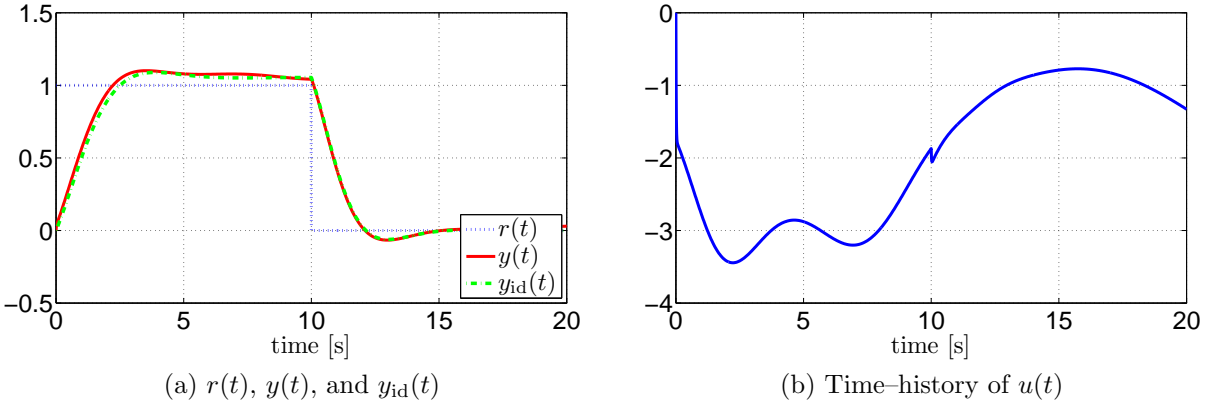 1.5
1
0.5
0
−0.5
0 5 10 15 20
time [s]
r(t)
y(t)
y_id(t)
(a) r(t), y(t), and y_id(t)
0
−1
−2
−3
−4
0 5 10 15 20
time [s]
(b) Time–history of u(t)